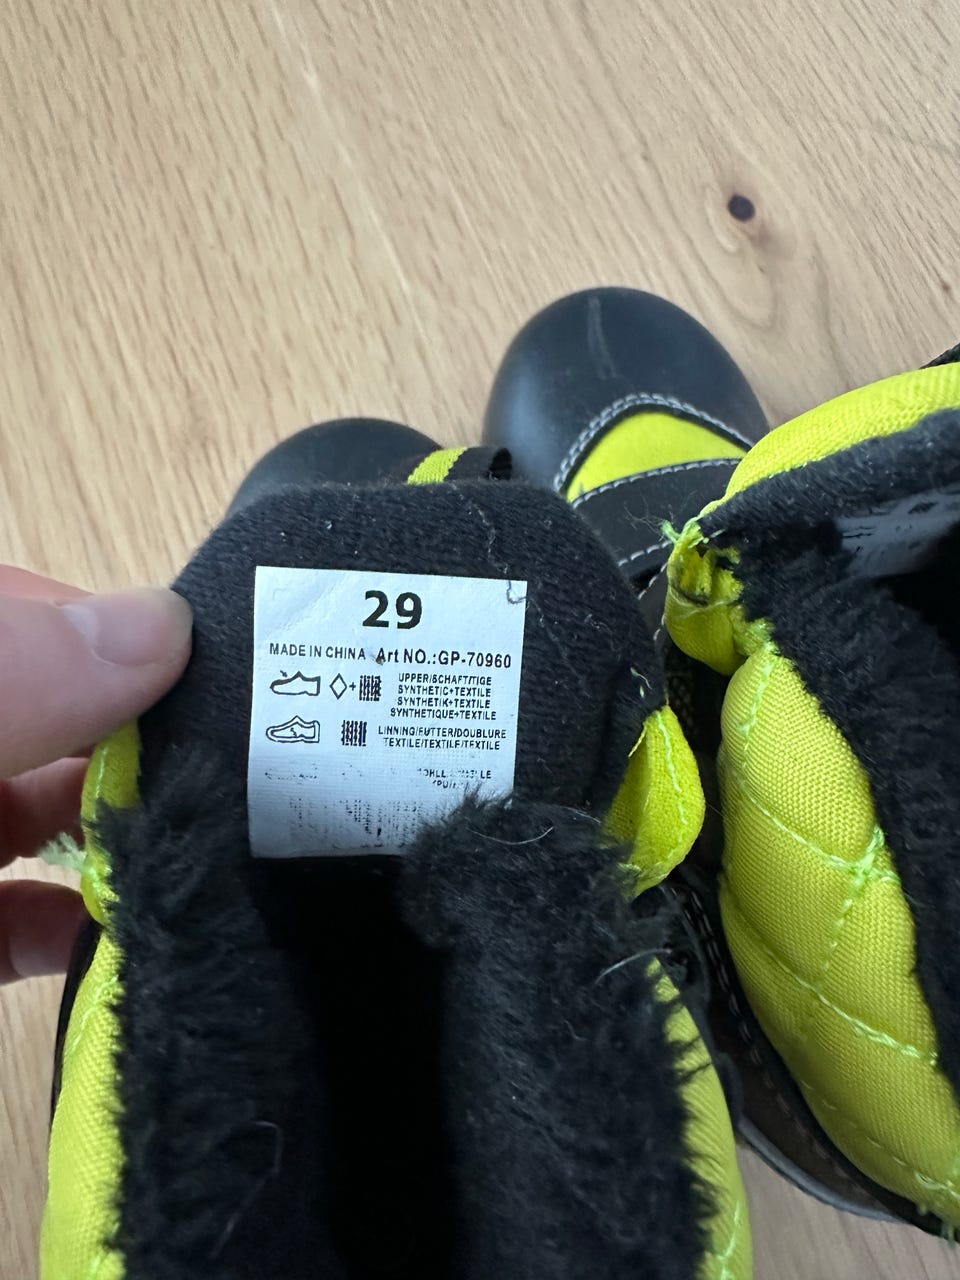 29
MADE IN CHINA Art NO.:GP-70960
UPPER/SCHAFT/TIGE
SYNTHETIC+TEXTILE
SYNTHETIK+TEXTILE
SYNTHETIQUE+TEXTILE
LINNING/FUTTER/DOUBLURE
TEXTILE/TEXTILE/TEXTILE